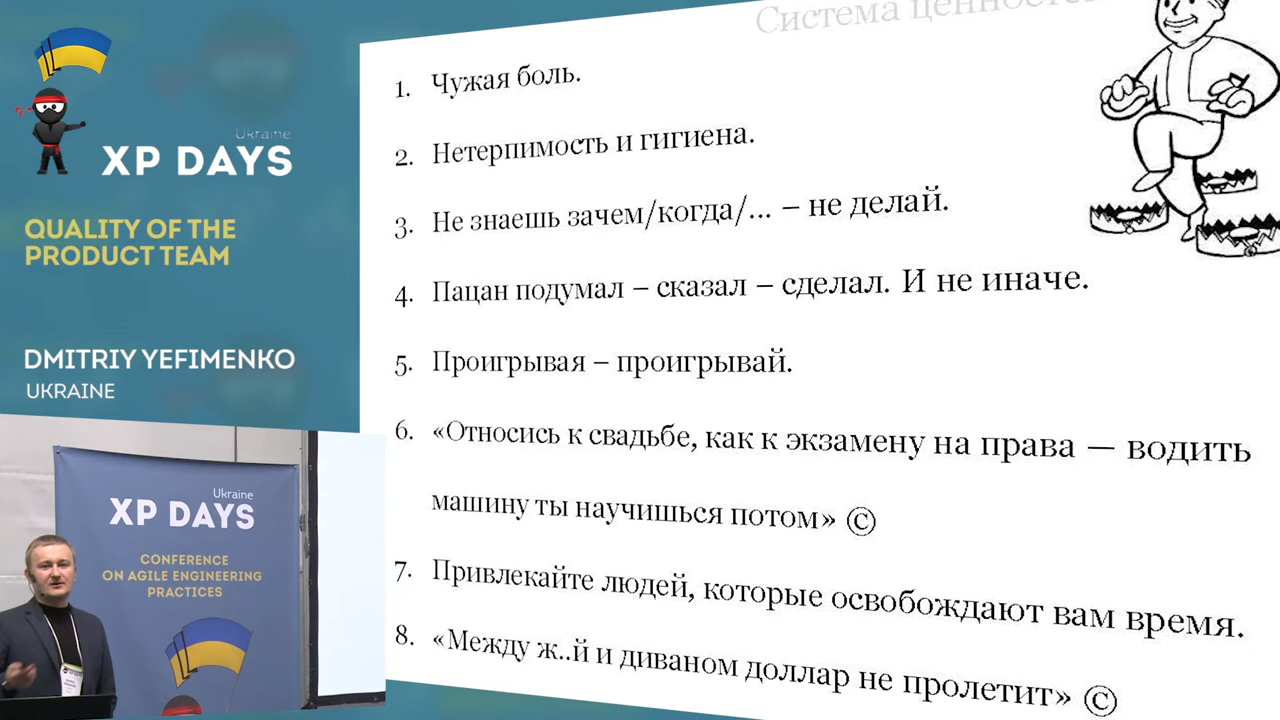 Ukraine
XP DAYS
QUALITY OF THE
PRODUCT TEAM
DMITRIY YEFIMENKO
UKRAINE
Система
1. Чужая боль.
2. Нетерпимость и гигиена.
3. Не знаешь зачем/когда/... – не делай.
4. Пацан подумал – сказал – сделал. И не иначе.
5. Проигрывая – проигрывай.
6. «Относись к свадьбе, как к экзамену на права — водить
машину ты научишься потом» ©
7. Привлекайте людей, которые освобождают вам время.
8. «Между ж..й и диваном доллар не пролетит» ©
Ukraine
XP DAYS
CONFERENCE
ON AGILE ENGINEERING
PRACTICES